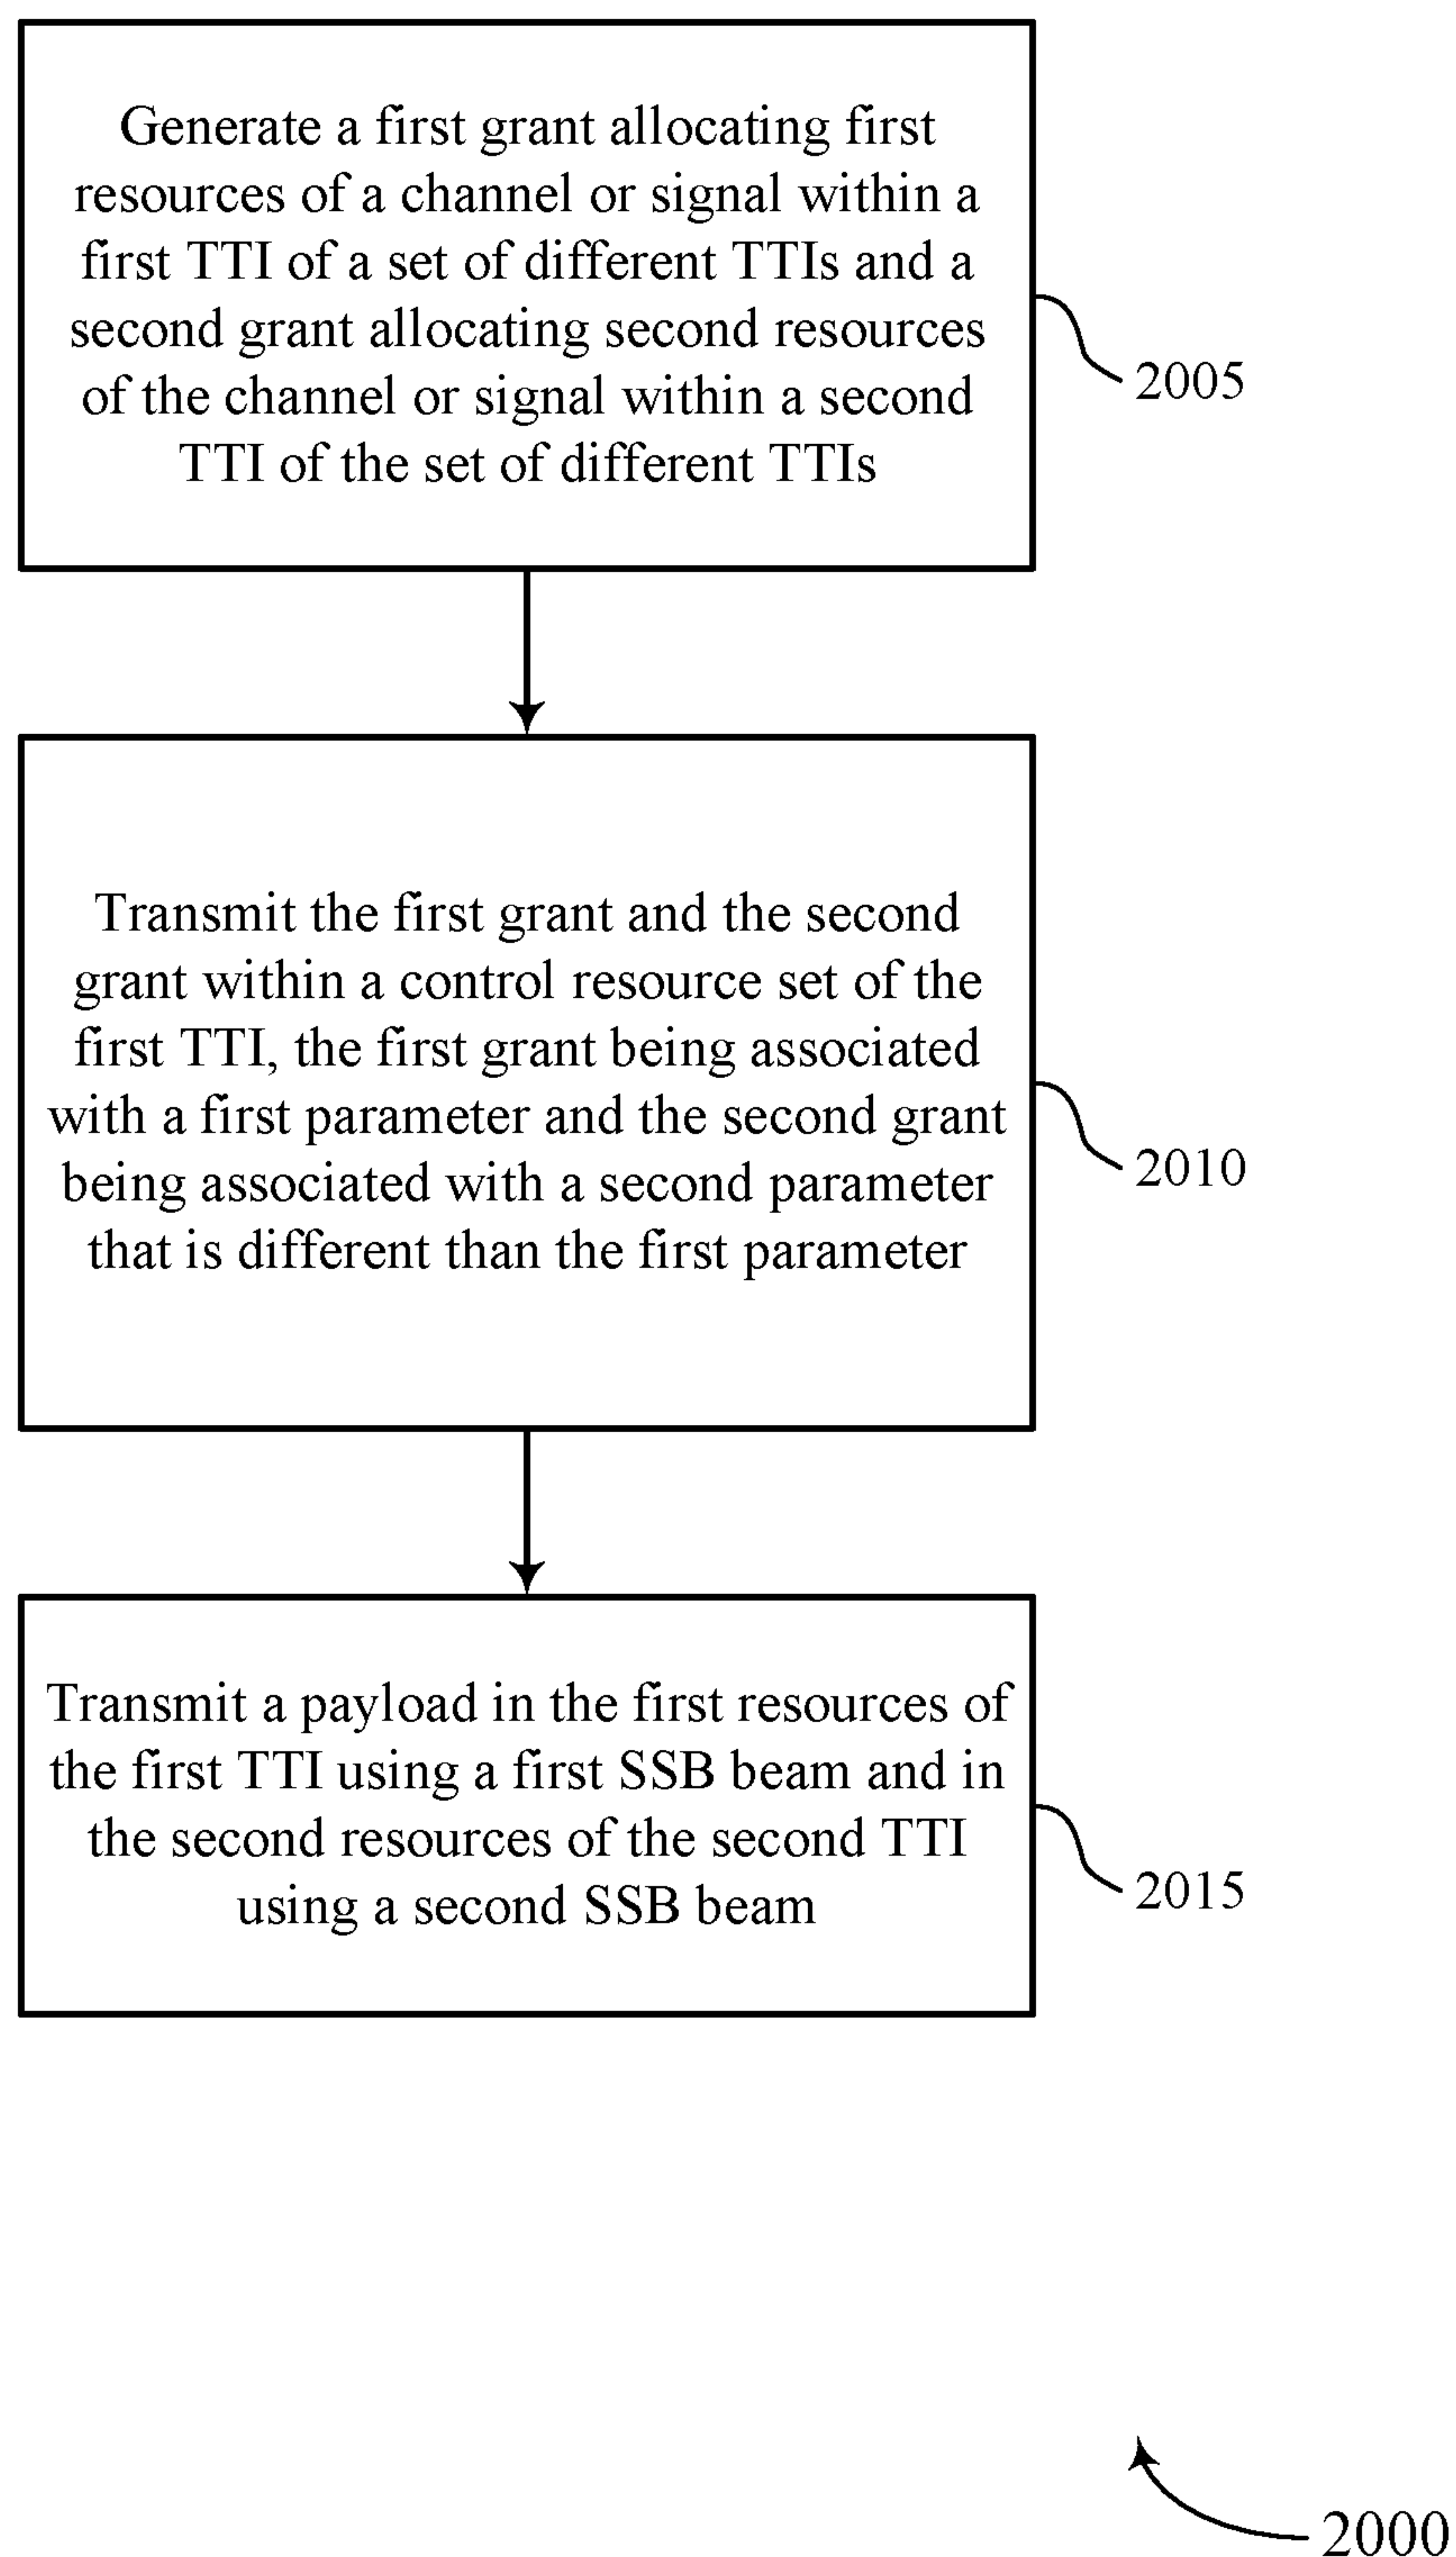 Generate a first grant allocating first
resources of a channel or signal within a
first TTI of a set of different TTIs and a
second grant allocating second resources
of the channel or signal within a second
TTI of the set of different TTIs
2005
Transmit the first grant and the second
grant within a control resource set of the
first TTI, the first grant being associated
with a first parameter and the second grant
being associated with a second parameter
that is different than the first parameter
2010
Transmit a payload in the first resources of
the first TTI using a first SSB beam and in
the second resources of the second TTI
using a second SSB beam
2015
2000